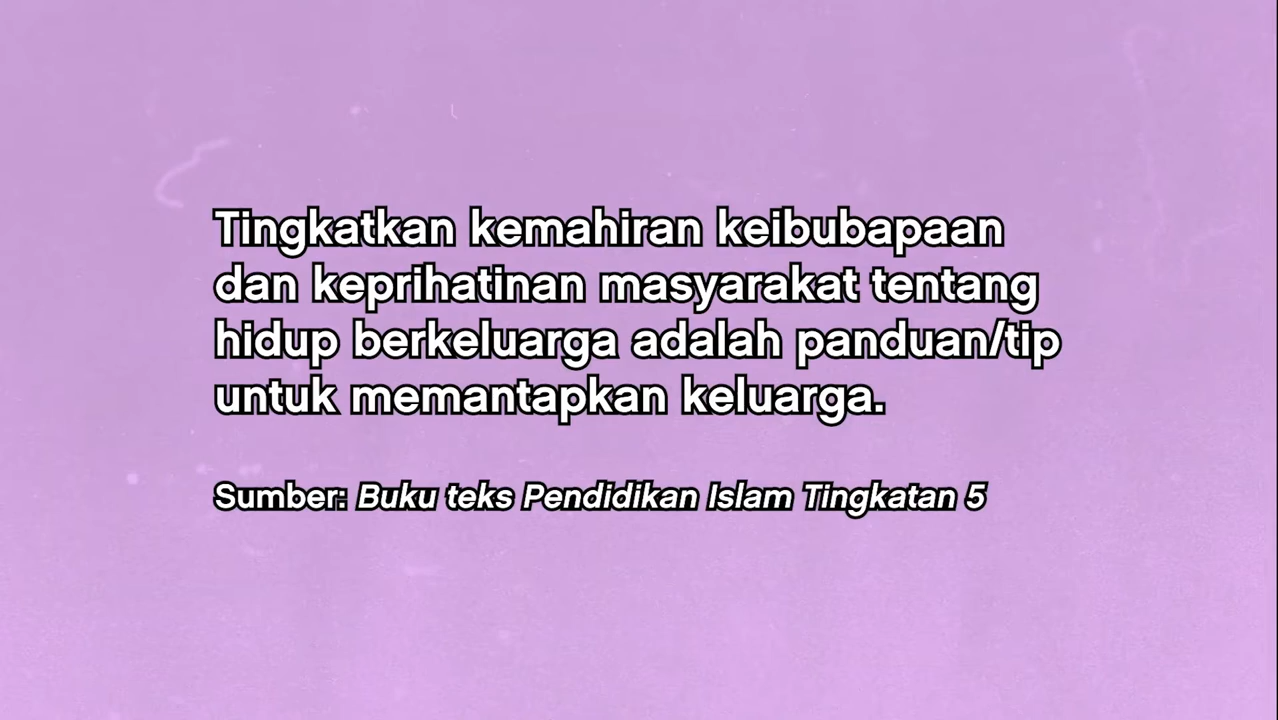 Tingkatkan kemahiran keibubapaan
dan keprihatinan masyarakat tentang
hidup berkeluarga adalah panduan/tip
untuk memantapkan keluarga.
Sumber: Buku teks Pendidikan Islam Tingkatan 5